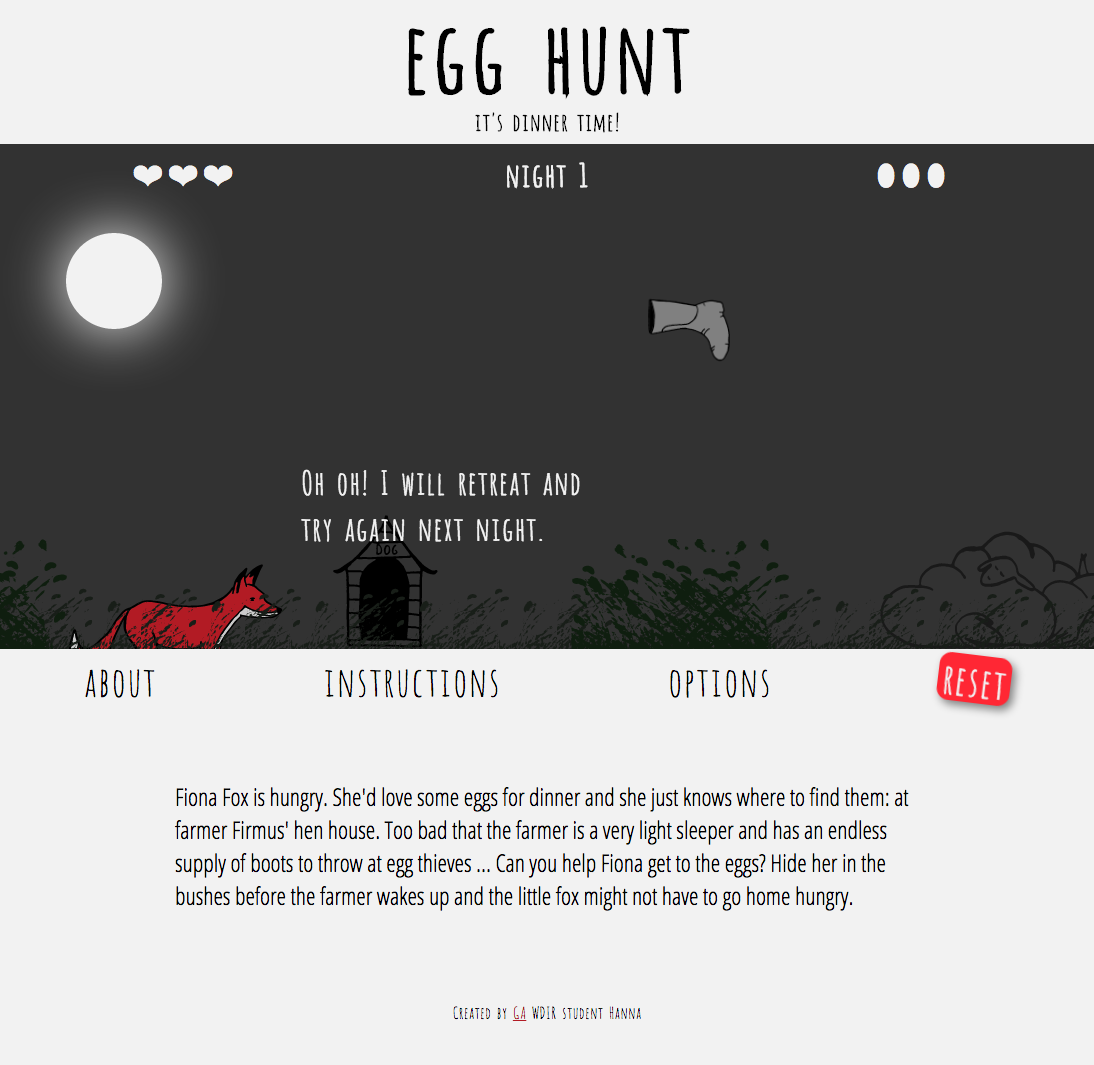 EGG HUNT
IT'S DINNER TIME!
NIGHT 1
OH OH! I WILL RETREAT AND
TRY AGAIN NEXT NIGHT.
DOG
ABOUT
INSTRUCTIONS
OPTIONS
RESET
Fiona Fox is hungry. She'd love some eggs for dinner and she just knows where to find them: at
farmer Firmus' hen house. Too bad that the farmer is a very light sleeper and has an endless
supply of boots to throw at egg thieves ... Can you help Fiona get to the eggs? Hide her in the
bushes before the farmer wakes up and the little fox might not have to go home hungry.
CREATED BY GA WDIR STUDENT HANNA